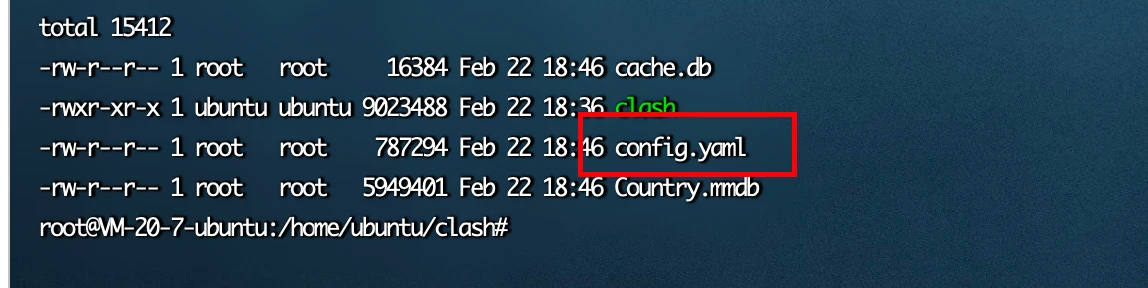 total 15412
-rw-r--r-- 1 root   root     16384 Feb 22 18:46 cache.db
-rwxr-xr-x 1 ubuntu ubuntu 9023488 Feb 22 18:36 clash
-rw-r--r-- 1 root   root    787294 Feb 22 18:46 config.yaml
-rw-r--r-- 1 root   root   5949401 Feb 22 18:46 Country.mmdb
root@VM-20-7-ubuntu:/home/ubuntu/clash#